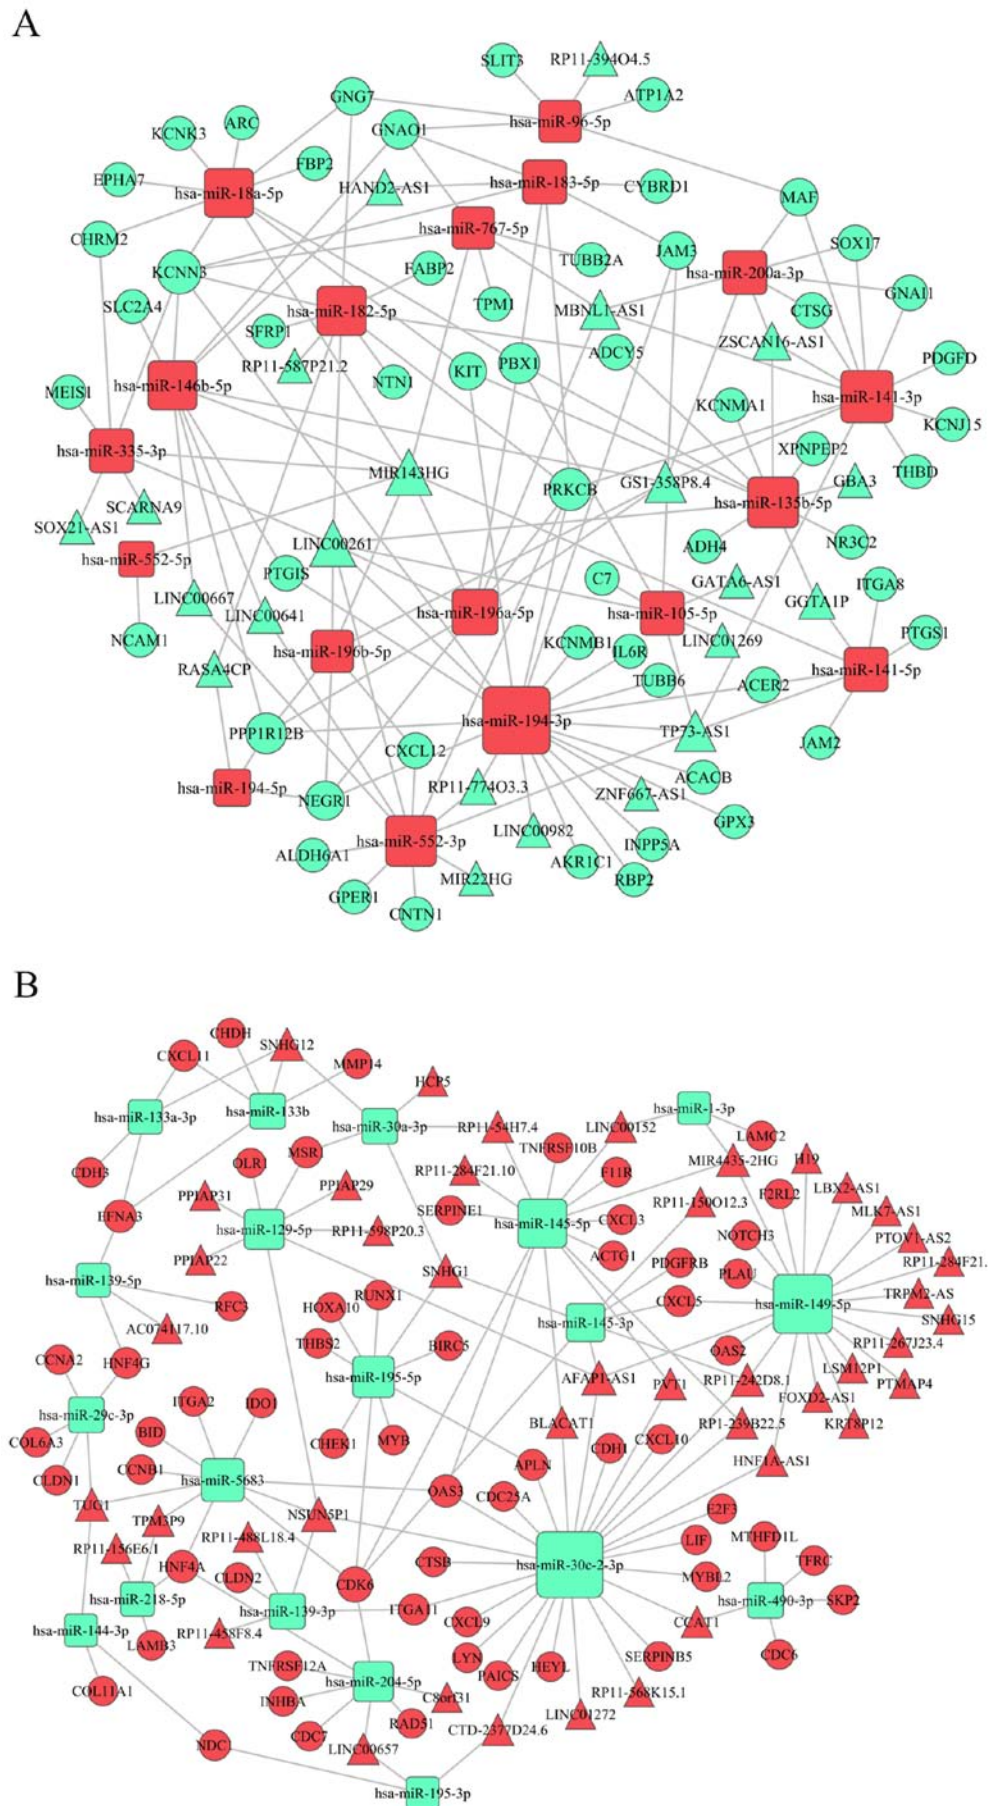 A
SLIT3
RP11-394O4.5
GNG7
ATP1A2
hsa-miR-96-5p
KCNK3
ARC
GNAO1
FBP2
EPHA7
hsa-miR-18a-5p
HAND2-AS1
hsa-miR-183-5p
CYBRD1
MAF
CHRM2
hsa-miR-767-5p
JAM3
SOX17
KCNN3
FABP2
TUBB2A
hsa-miR-200a-3p
GNAI1
SLC2A4
hsa-miR-182-5p
TPM1
MBNL1-AS1
CTSG
SFRP1
ZSCAN16-AS1
RP11-587P21.2
ADCY5
PDGFD
MEIS1
hsa-miR-146b-5p
NTN1
KIT
PBX1
hsa-miR-141-3p
KCNMA1
KCNJ15
hsa-miR-335-3p
XPNPEP2
MIR143HG
THBD
PRKCB
GS1-358P8.4
GBA3
SCARNA9
hsa-miR-135b-5p
SOX21-AS1
LINC00261
ADH4
NR3C2
hsa-miR-552-5p
PTGIS
C7
GATA6-AS1
ITGA8
LINC00667
LINC00641
hsa-miR-196a-5p
hsa-miR-105-5p
GGTA1P
NCAM1
hsa-miR-196b-5p
KCNMB1
IL6R
LINC01269
PTGS1
RASA4CP
TUBB6
ACER2
hsa-miR-141-5p
hsa-miR-194-3p
PPP1R12B
TP73-AS1
JAM2
CXCL12
ACACB
hsa-miR-194-5p
NEGR1
RP11-774O3.3
ZNF667-AS1
GPX3
hsa-miR-552-3p
LINC00982
INPP5A
ALDH6A1
AKR1C1
MIR22HG
RBP2
GPER1
CNTN1
B
CHDH
SNHG12
CXCL11
MMP14
HCP5
hsa-miR-1-3p
hsa-miR-133a-3p
hsa-miR-133b
hsa-miR-30a-3p
RP11-54H7.4
LINC00152
LAMC2
MSR1
TNFRSF10B
OLR1
MIR4435-2HG
H19
CDH3
RP11-284F21.10
F11R
PPIAP31
PPIAP29
RP11-150O12.3
F2RL2
LBX2-AS1
EFNA3
SERPINE1
CXCL3
MLK7-AS1
hsa-miR-129-5p
RP11-598P20.3
hsa-miR-145-5p
NOTCH3
PTOV1-AS2
ACTG1
PPIAP22
PDGFRB
RP11-284F21.
SNHG1
PLAU
hsa-miR-139-5p
RUNX1
CXCL5
hsa-miR-149-5p
TRPM2-AS
HOXA10
RFC3
SNHG15
hsa-miR-145-3p
AC074117.10
THBS2
BIRC5
RP11-267J23.4
OAS2
CCNA2
HNF4G
LSM12P1
hsa-miR-195-5p
AFAP1-AS1
PVT1
RP11-242D8.1
PTMAP4
ITGA2
IDO1
FOXD2-AS1
hsa-miR-29c-3p
BLACAT1
RP1-239B22.5
KRT8P12
BID
COL6A3
CHEK1
MYB
CDH1
CXCL10
HNF1A-AS1
CCNB1
APLN
CLDN1
hsa-miR-5683
OAS3
CDC25A
TUG1
E2F3
TPM3P9
NSUN5P1
RP11-488L18.4
LIF
MTHFD1L
RP11-156E6.1
HNF4A
CTSB
hsa-miR-30c-2-3p
TFRC
CLDN2
CDK6
MYBL2
hsa-miR-218-5p
hsa-miR-139-3p
ITGA11
hsa-miR-490-3p
SKP2
CXCL9
CCAT1
hsa-miR-144-3p
RP11-458F8.4
LAMB3
LYN
SERPINB5
CDC6
TNFRSF12A
PAICS
HEYL
hsa-miR-204-5p
COL11A1
C8orf31
RP11-568K15.1
INHBA
LINC01272
RAD51
CDC7
CTD-2377D24.6
NDC1
LINC00657
hsa-miR-195-3p